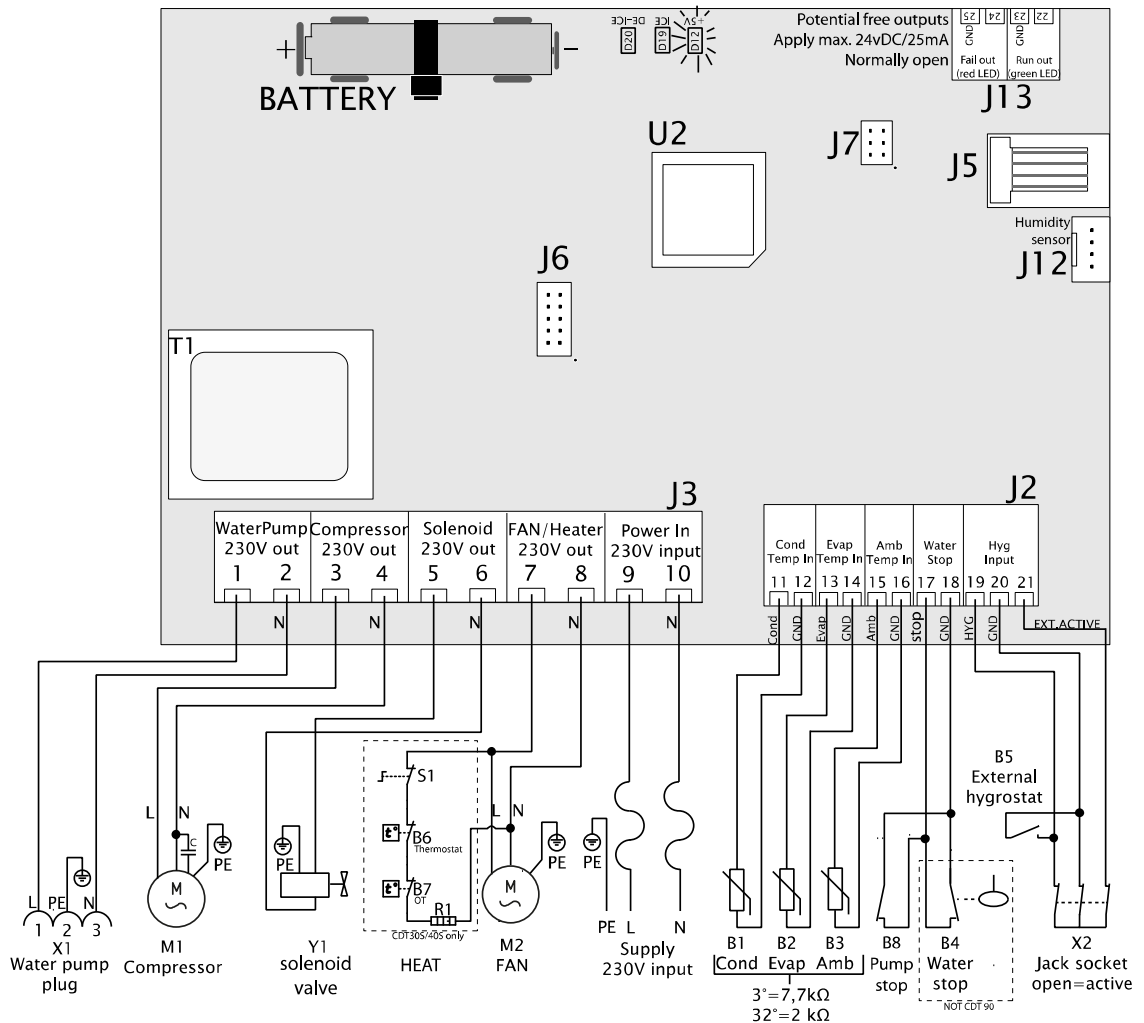 DE-ICE ICE +5V
D20 D19 D12
+ −
BATTERY
Potential free outputs
Apply max. 24vDC/25mA
Normally open
25 24 23 22
GND GND
Fail out Run out
(red LED) (green LED)
J13
U2
J7
J5
Humidity
sensor
J12
J6
T1
J3
WaterPump Compressor Solenoid FAN/Heater Power In
230V out 230V out 230V out 230V out 230V input
1 2 3 4 5 6 7 8 9 10
N N N N N
J2
Cond Evap Amb Water Hyg
Temp In Temp In Temp In Stop Input
11 12 13 14 15 16 17 18 19 20 21
Cond GND Evap GND Amb GND stop GND HYG GND EXT.ACTIVE
L PE N
1 2 3
X1
Water pump
plug
L N
C
PE
M
M1
Compressor
PE
Y1
solenoid
valve
S1
t° B6
Thermostat
t° B7
OT
R1
CDT30S/40S only
HEAT
L N
PE
M
M2
FAN
PE
PE L N
Supply
230V input
B1 B2 B3
Cond Evap Amb
3°=7,7kΩ
32°=2 kΩ
B8
Pump
stop
B4
Water
stop
NOT CDT 90
B5
External
hygrostat
X2
Jack socket
open=active